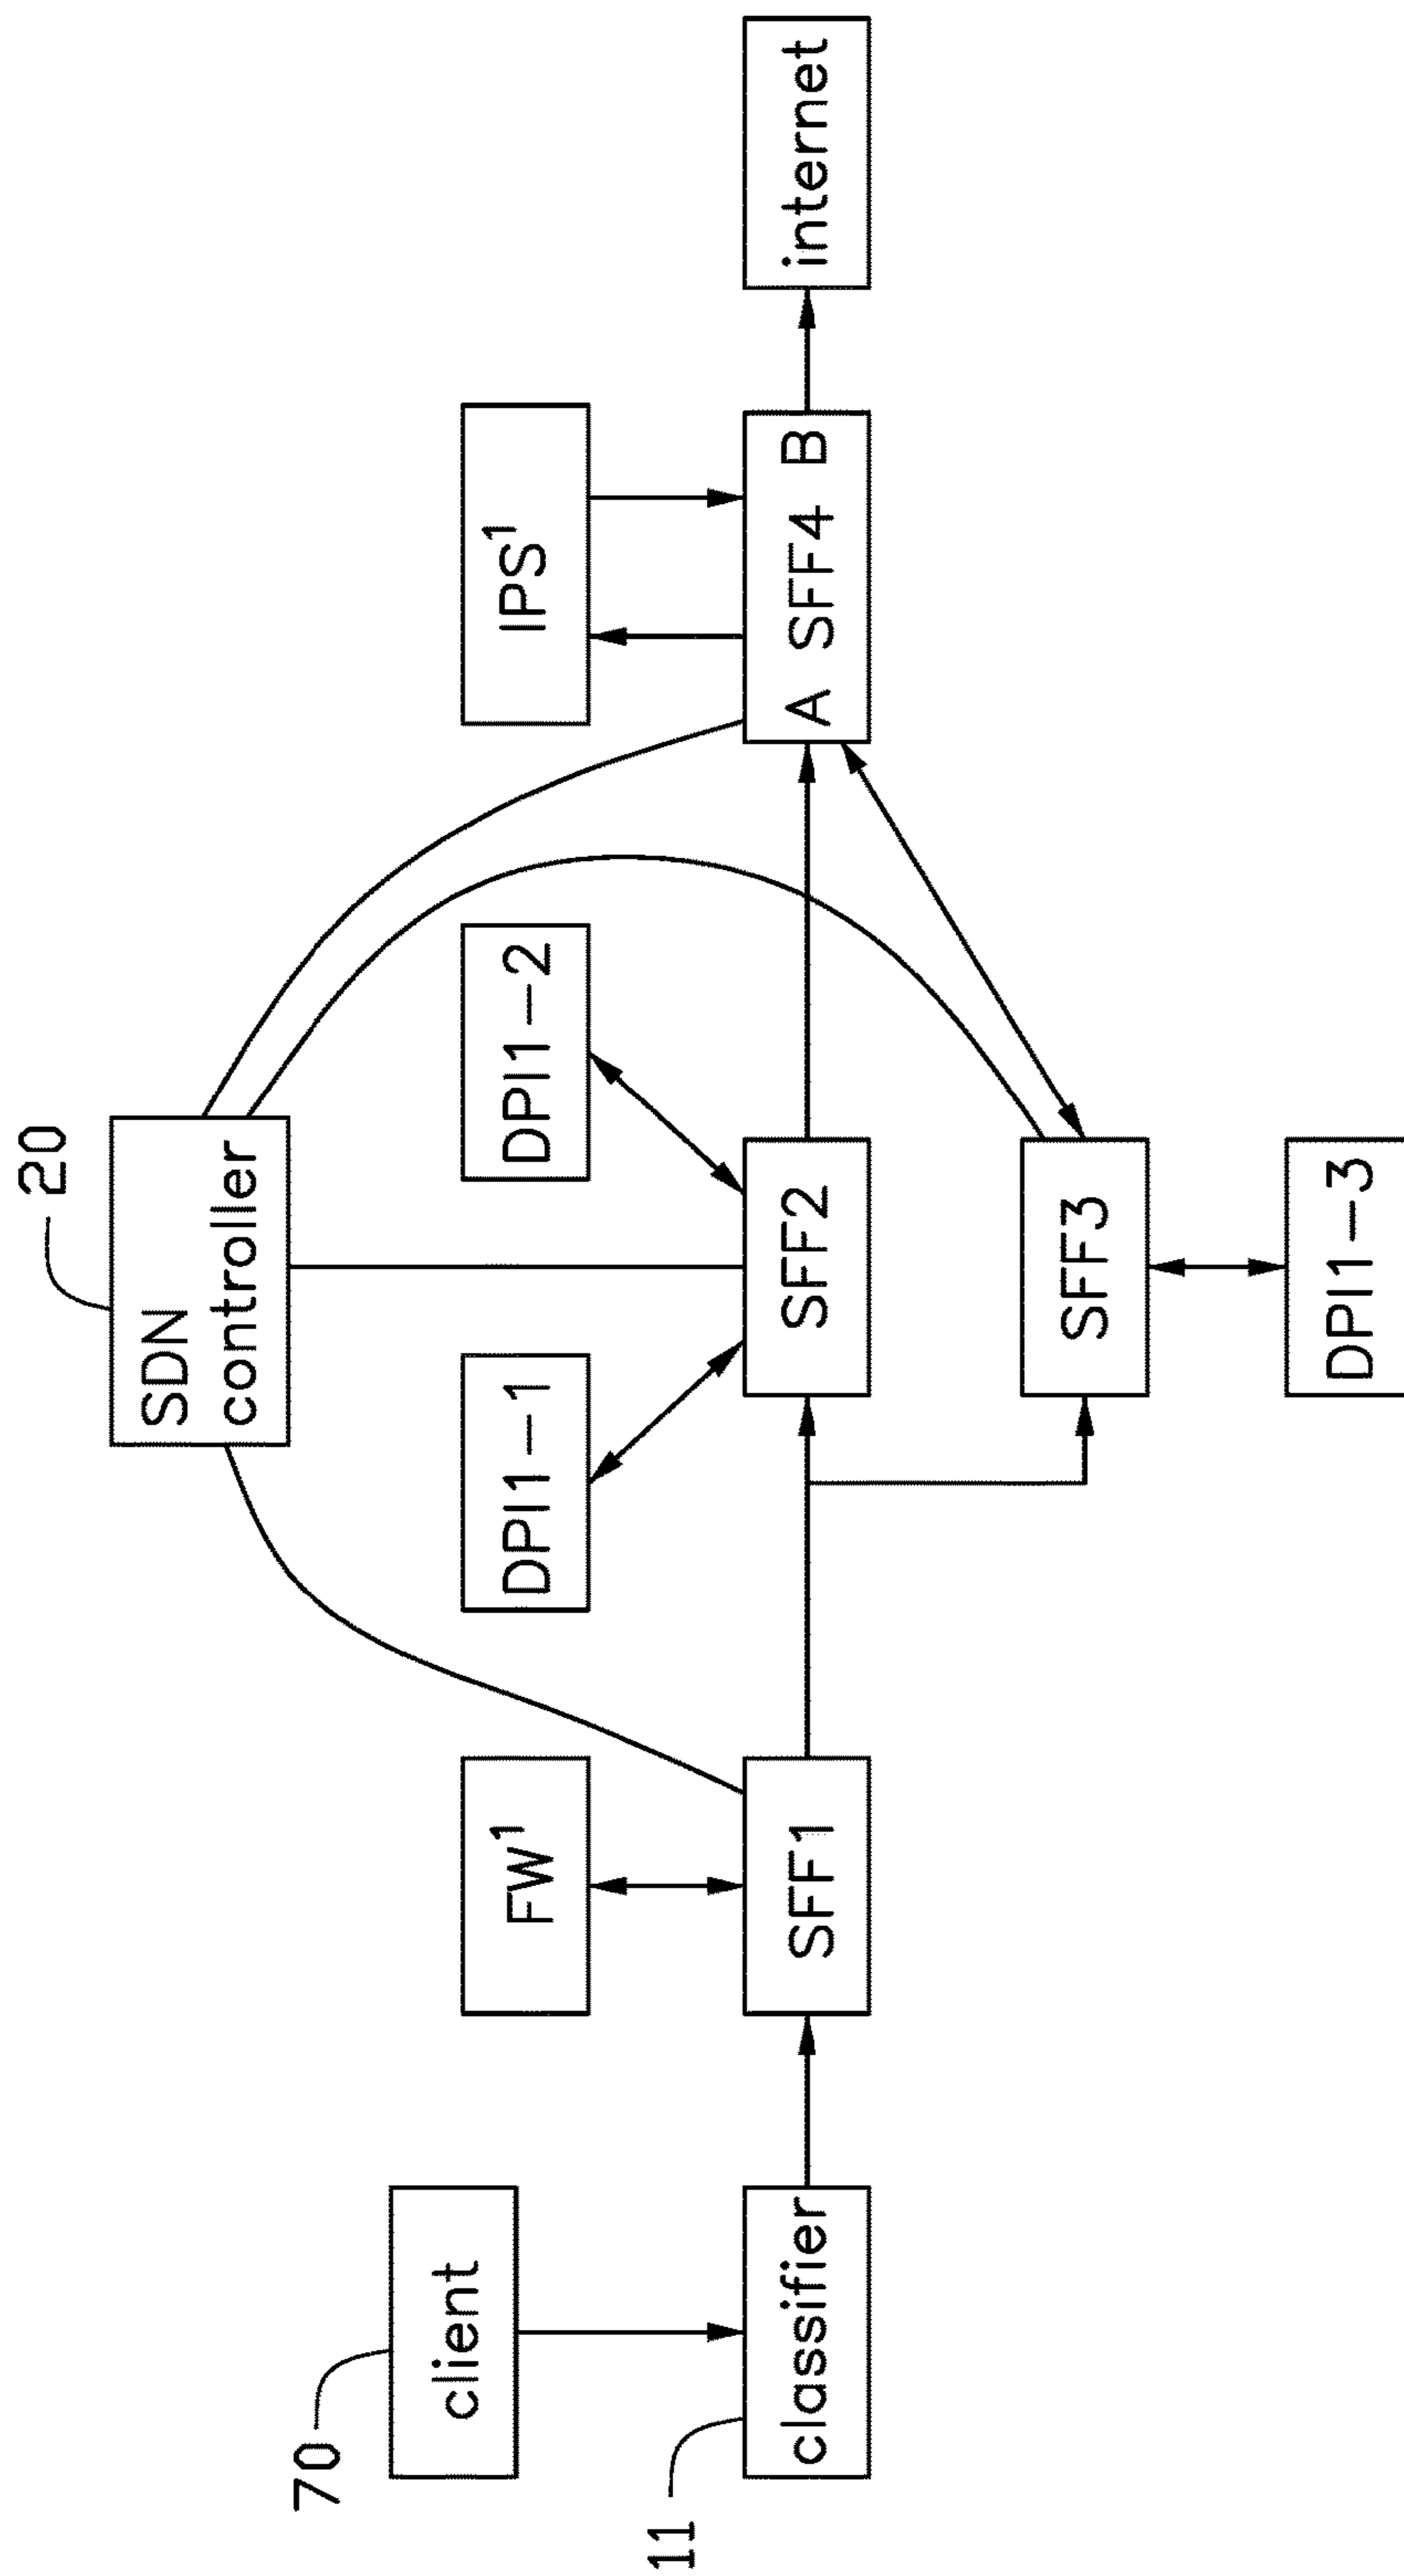 20
SDN
controller
70
client
FW1
DPI1-1
DPI1-2
IPS1
11
classifier
SFF1
SFF2
A SFF4 B
internet
SFF3
DPI1-3